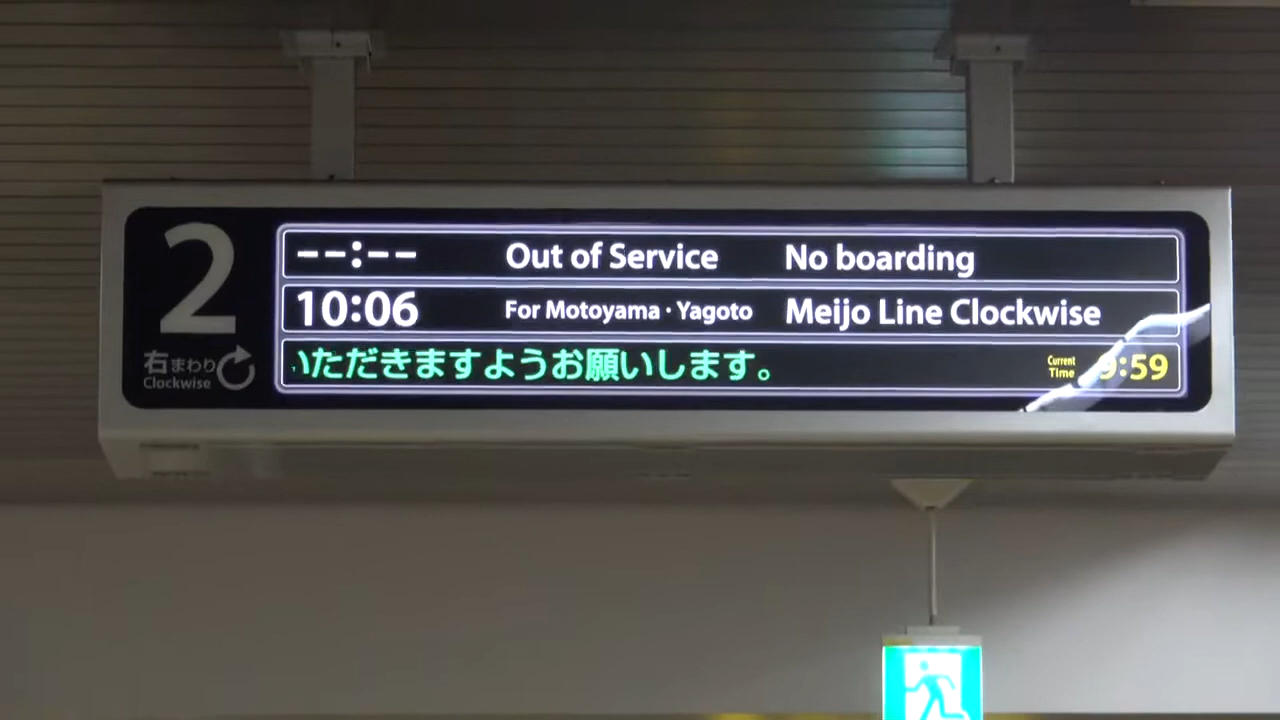 2
右まわり
Clockwise
--:-- Out of Service No boarding
10:06 For Motoyama・Yagoto Meijo Line Clockwise
いただきますようお願いします。 Current Time 9:59